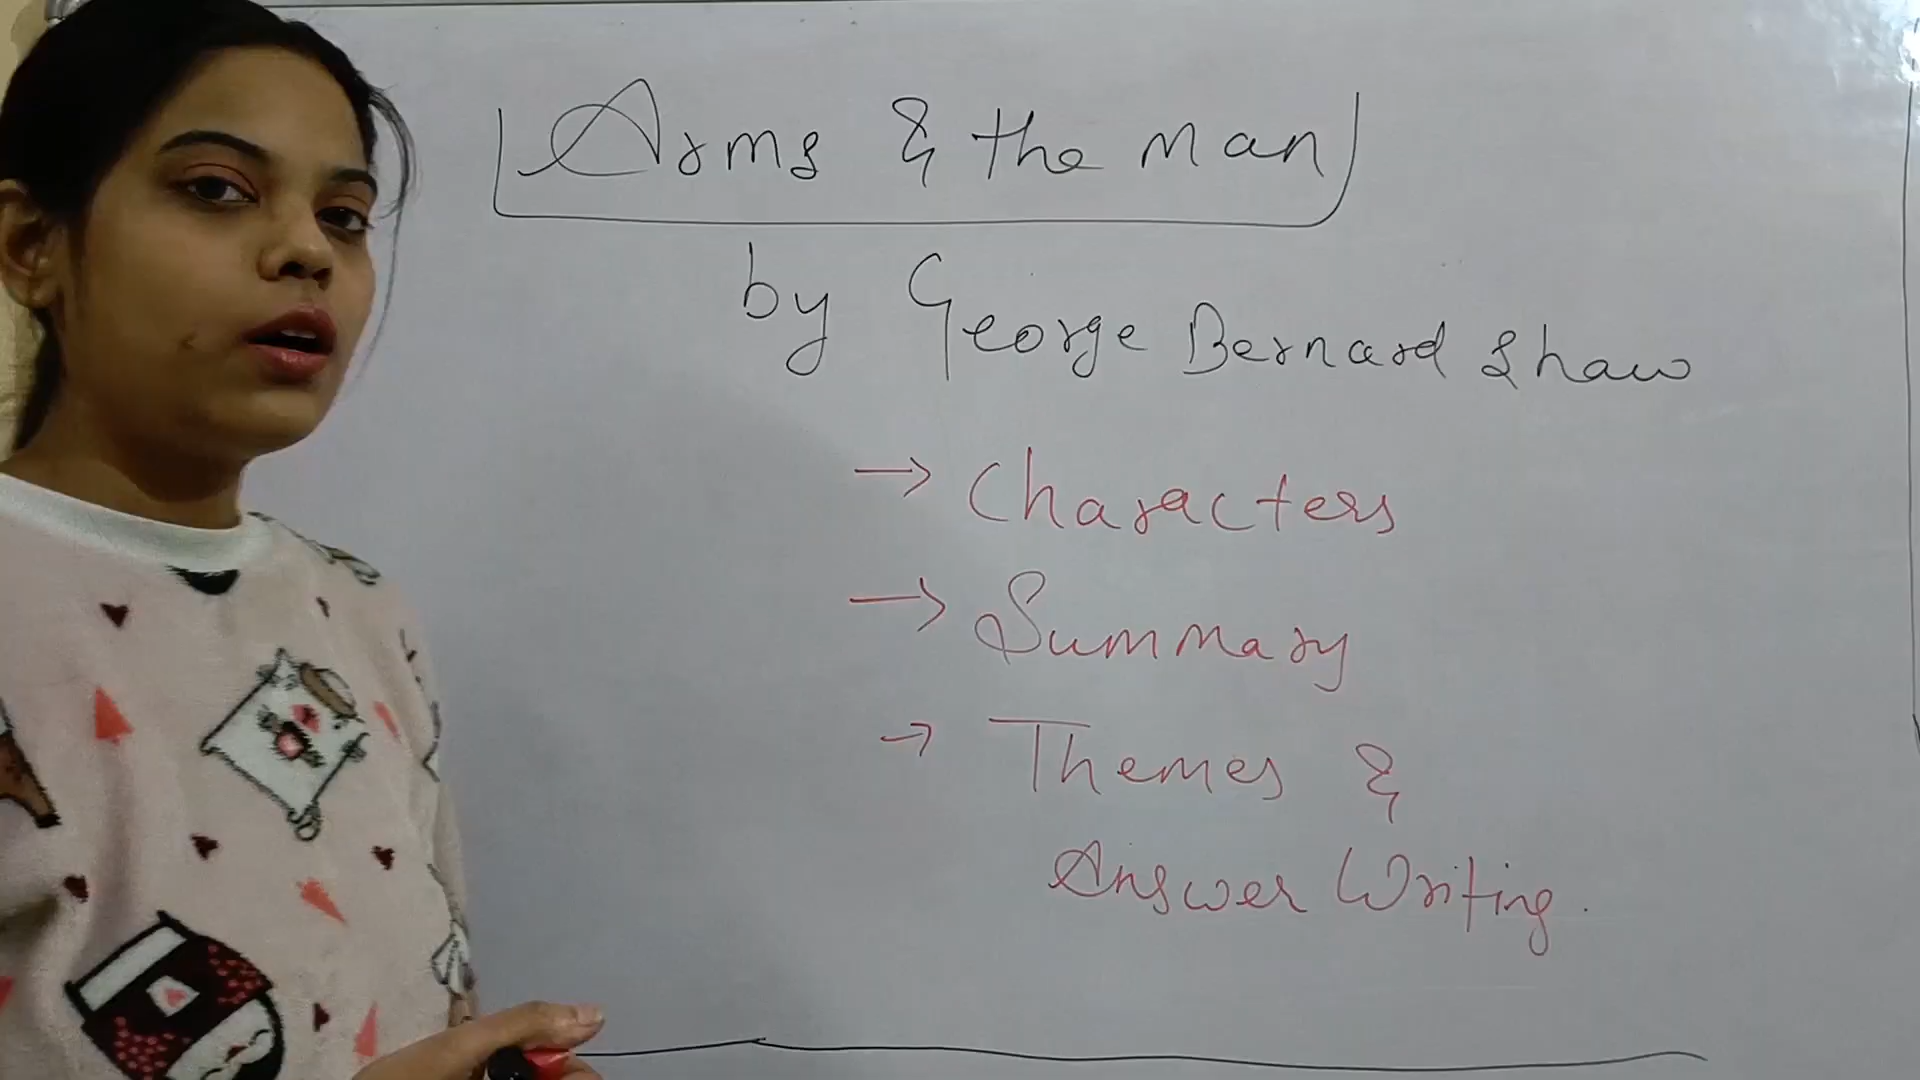 Arms & the Man
by George Bernard Shaw
→ Characters
→ Summary
→ Themes &
Answer Writing.